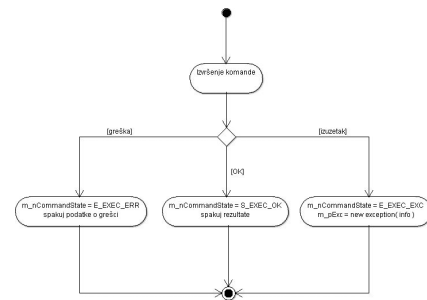 Izvršenje komande
[greška]
[izuzetak]
[OK]
m_nCommandState = E_EXEC_ERR
spakuj podatke o grešci
m_nCommandState = S_EXEC_OK
spakuj rezultate
m_nCommandState = E_EXEC_EXC
m_pExc = new exception( info )